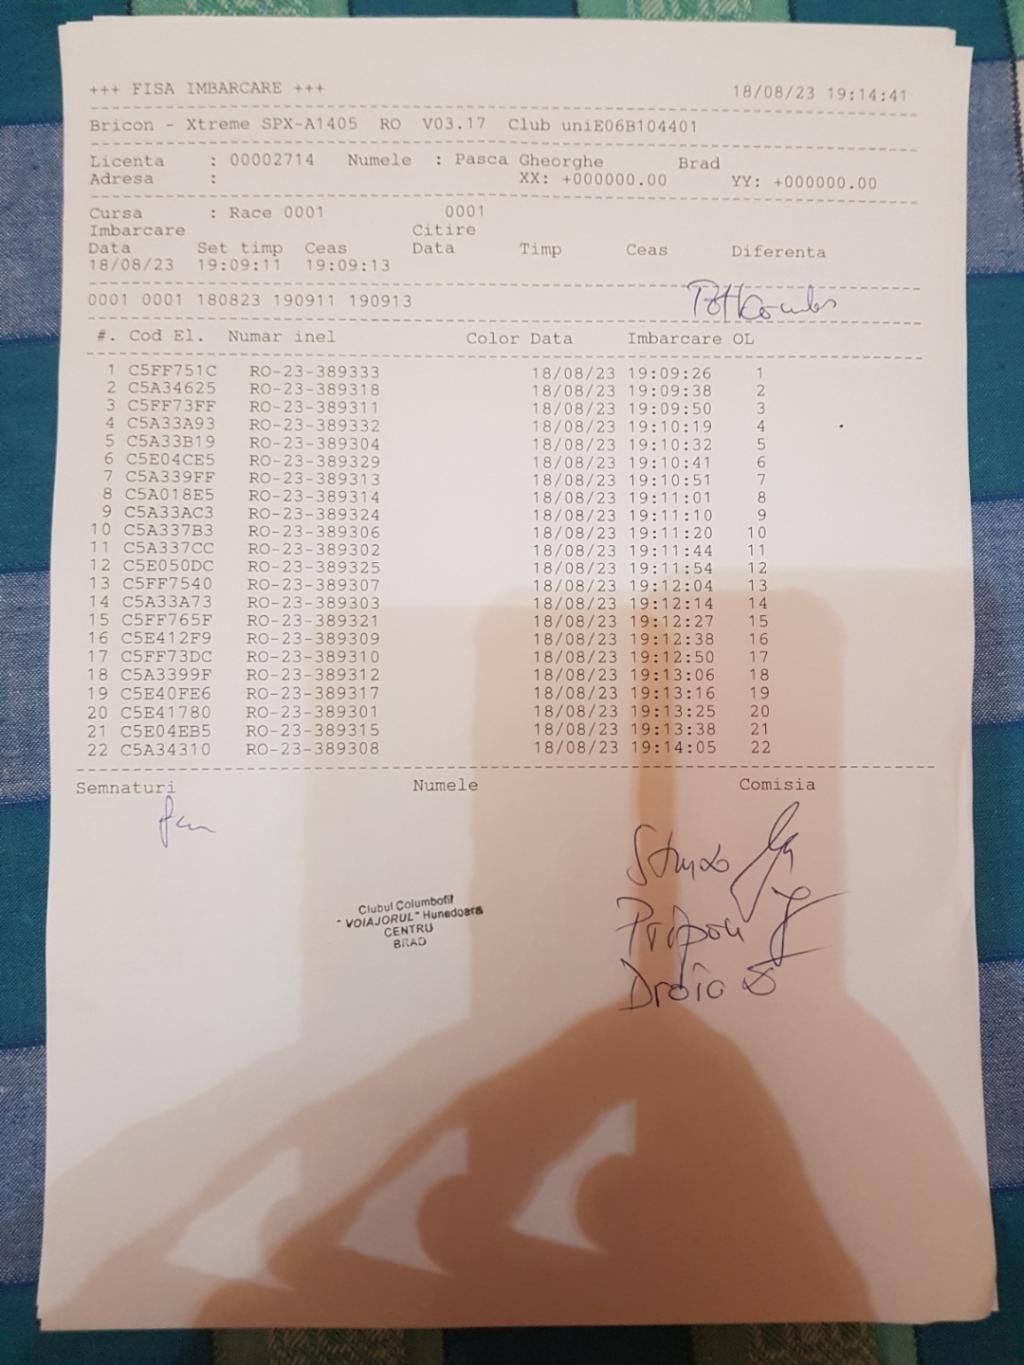 +++ FISA IMBARCARE +++ 18/08/23 19:14:41
Bricon - Xtreme SPX-A1405 RO V03.17 Club uniE06B104401
Licenta : 00002714 Numele : Pasca Gheorghe Brad
Adresa : XX: +000000.00 YY: +000000.00
Cursa : Race 0001 0001
Imbarcare Citire
Data Set timp Ceas Data Timp Ceas Diferenta
18/08/23 19:09:11 19:09:13
0001 0001 180823 190911 190913
#. Cod El. Numar inel Color Data Imbarcare OL
1 C5FF751C RO-23-389333 18/08/23 19:09:26 1
2 C5A34625 RO-23-389318 18/08/23 19:09:38 2
3 C5FF73FF RO-23-389311 18/08/23 19:09:50 3
4 C5A33A93 RO-23-389332 18/08/23 19:10:19 4
5 C5A33B19 RO-23-389304 18/08/23 19:10:32 5
6 C5E04CE5 RO-23-389329 18/08/23 19:10:41 6
7 C5A339FF RO-23-389313 18/08/23 19:10:51 7
8 C5A018E5 RO-23-389314 18/08/23 19:11:01 8
9 C5A33AC3 RO-23-389324 18/08/23 19:11:10 9
10 C5A337B3 RO-23-389306 18/08/23 19:11:20 10
11 C5A337CC RO-23-389302 18/08/23 19:11:44 11
12 C5E050DC RO-23-389325 18/08/23 19:11:54 12
13 C5FF7540 RO-23-389307 18/08/23 19:12:04 13
14 C5A33A73 RO-23-389303 18/08/23 19:12:14 14
15 C5FF765F RO-23-389321 18/08/23 19:12:27 15
16 C5E412F9 RO-23-389309 18/08/23 19:12:38 16
17 C5FF73DC RO-23-389310 18/08/23 19:12:50 17
18 C5A3399F RO-23-389312 18/08/23 19:13:06 18
19 C5E40FE6 RO-23-389317 18/08/23 19:13:16 19
20 C5E41780 RO-23-389301 18/08/23 19:13:25 20
21 C5E04EB5 RO-23-389315 18/08/23 19:13:38 21
22 C5A34310 RO-23-389308 18/08/23 19:14:05 22
Semnaturi Numele Comisia
Clubul Columbofil
"VOIAJORUL" Hunedoara
CENTRU
BRAD